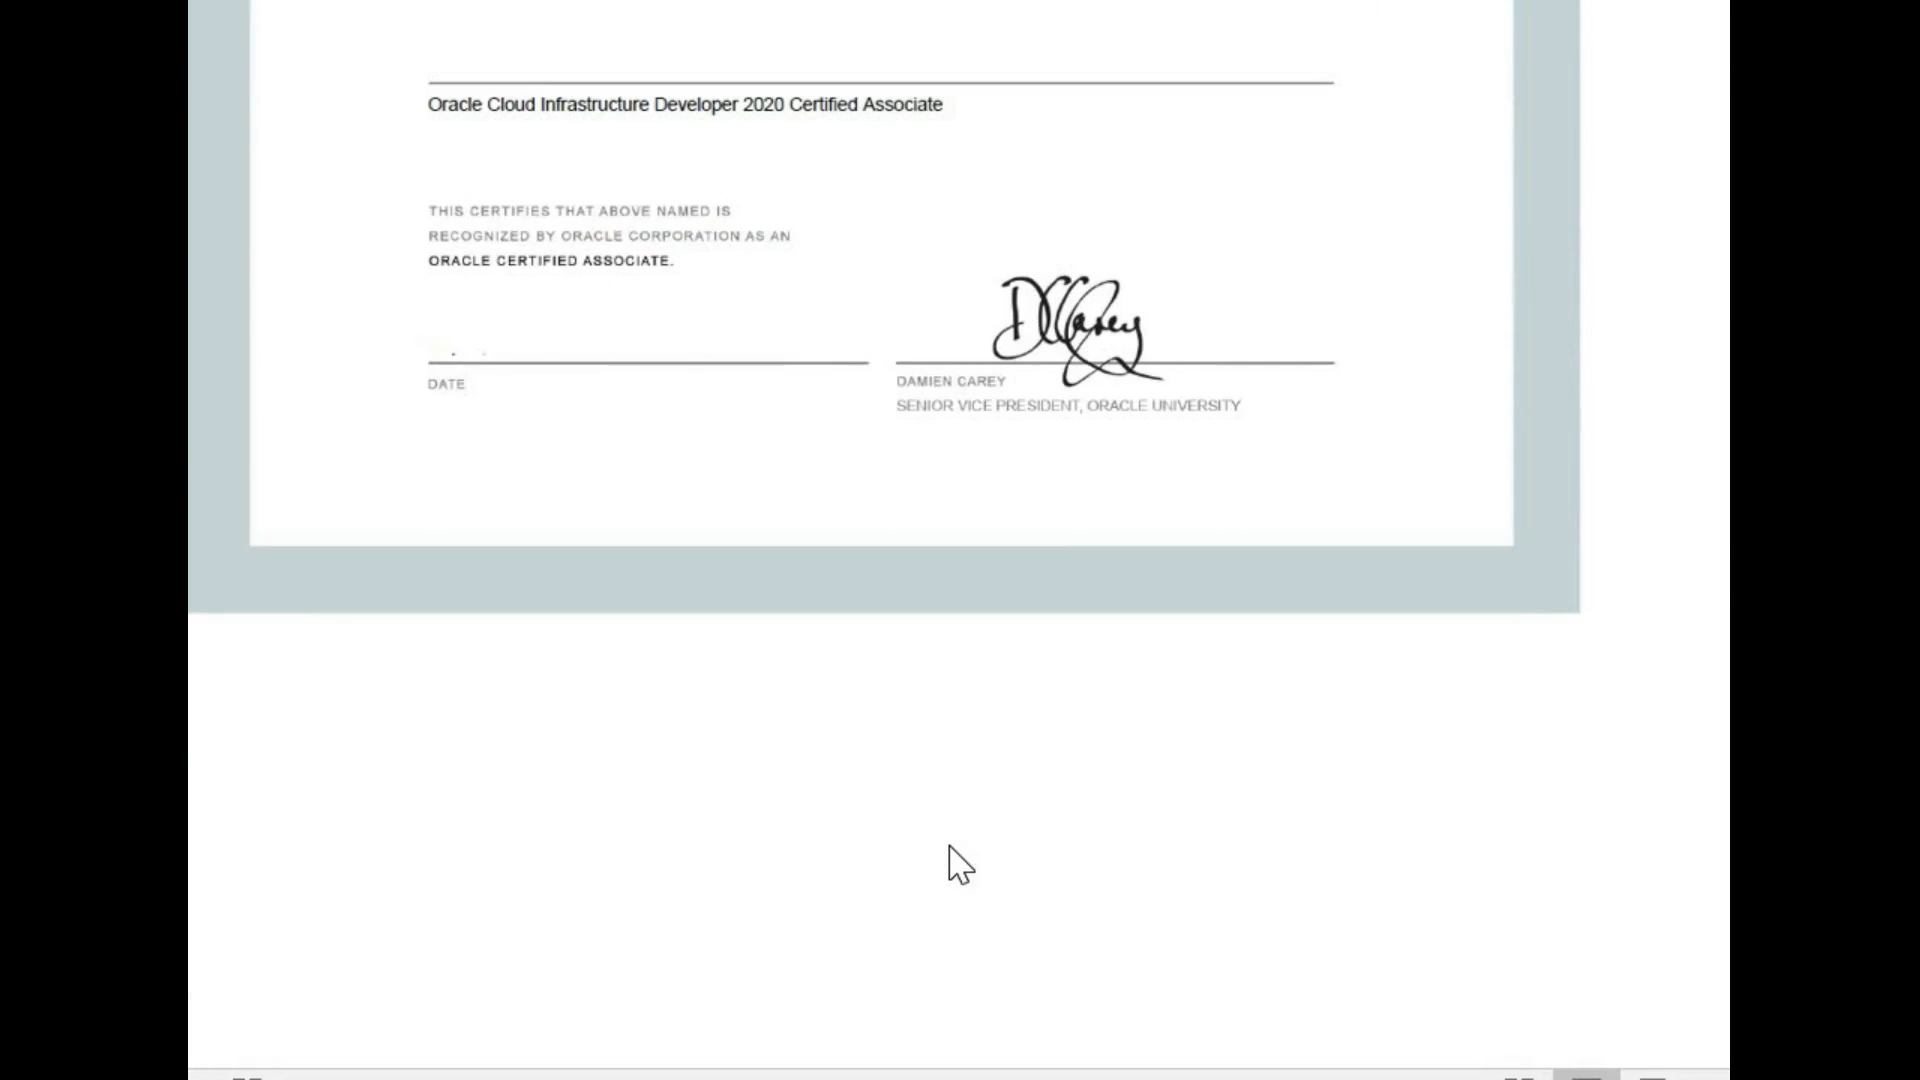 Oracle Cloud Infrastructure Developer 2020 Certified Associate
THIS CERTIFIES THAT ABOVE NAMED IS
RECOGNIZED BY ORACLE CORPORATION AS AN
ORACLE CERTIFIED ASSOCIATE.
DCarey
DATE
DAMIEN CAREY
SENIOR VICE PRESIDENT, ORACLE UNIVERSITY